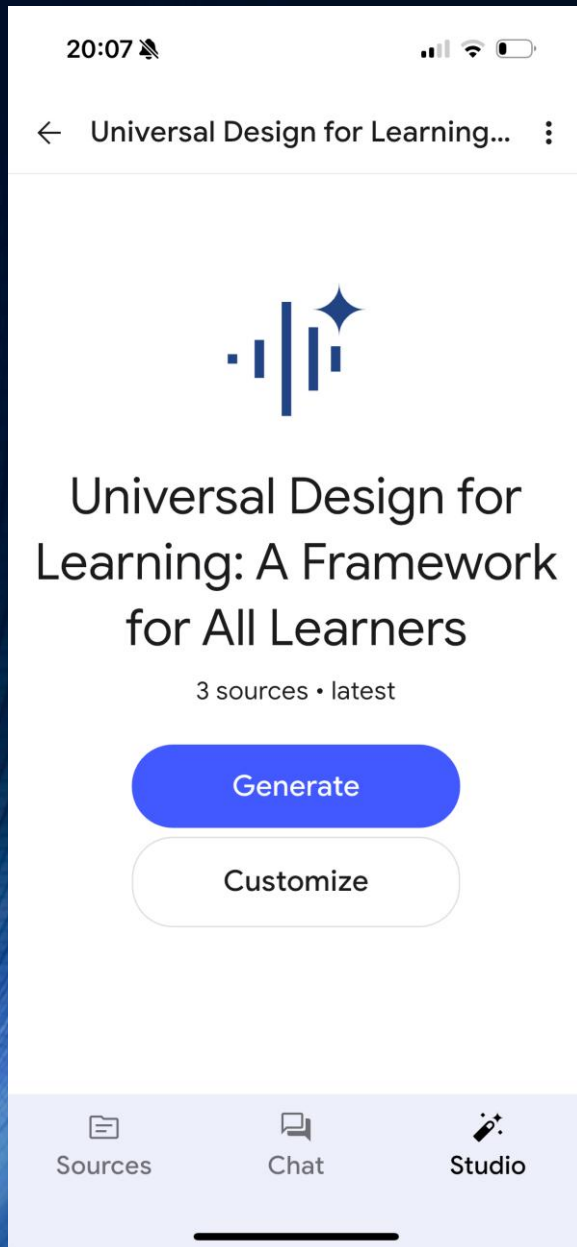 20:07
Universal Design for Learning...
Universal Design for
Learning: A Framework
for All Learners
3 sources • latest
Generate
Customize
Sources
Chat
Studio